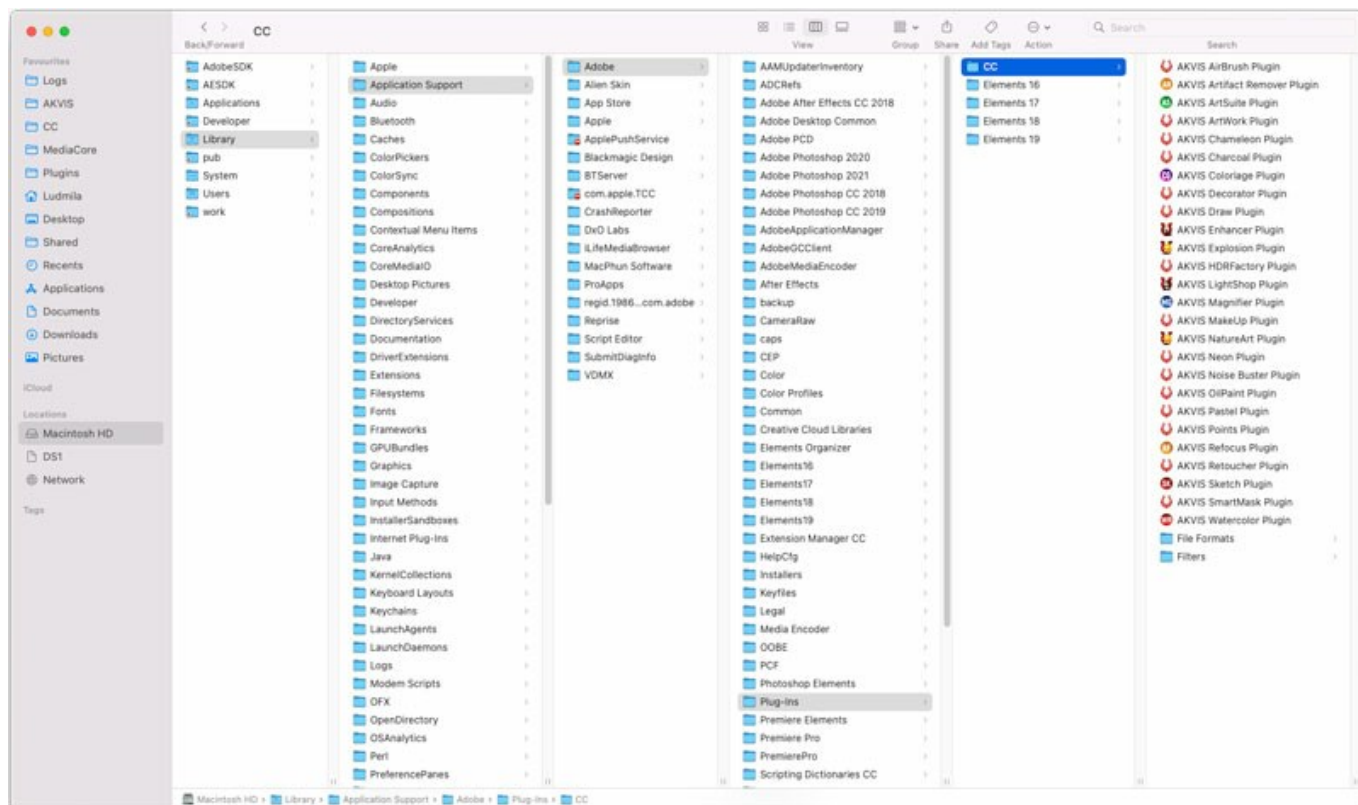 CC
Back/Forward
View
Group
Share
Add Tags
Action
Search
Search
Favourites
Logs
AKVIS
CC
MediaCore
Plugins
Ludmila
Desktop
Shared
Recents
Applications
Documents
Downloads
Pictures
iCloud
Locations
Macintosh HD
DS1
Network
Tags
AdobeSDK
AESDK
Applications
Developer
Library
pub
System
Users
work
Apple
Application Support
Audio
Bluetooth
Caches
ColorPickers
ColorSync
Components
Compositions
Contextual Menu Items
CoreAnalytics
CoreMediaIO
Desktop Pictures
Developer
DirectoryServices
Documentation
DriverExtensions
Extensions
Filesystems
Fonts
Frameworks
GPUBundles
Graphics
Image Capture
Input Methods
InstallerSandboxes
Internet Plug-Ins
Java
KernelCollections
Keyboard Layouts
Keychains
LaunchAgents
LaunchDaemons
Logs
Modem Scripts
OFX
OpenDirectory
OSAnalytics
Perl
PreferencePanes
Adobe
Alien Skin
App Store
Apple
ApplePushService
Blackmagic Design
BTServer
com.apple.TCC
CrashReporter
DxO Labs
iLifeMediaBrowser
MacPhun Software
ProApps
regid.1986...com.adobe
Reprise
Script Editor
SubmitDiagInfo
VDMX
AAMUpdaterInventory
ADCRefs
Adobe After Effects CC 2018
Adobe Desktop Common
Adobe PCD
Adobe Photoshop 2020
Adobe Photoshop 2021
Adobe Photoshop CC 2018
Adobe Photoshop CC 2019
AdobeApplicationManager
AdobeGCClient
AdobeMediaEncoder
After Effects
backup
CameraRaw
caps
CEP
Color
Color Profiles
Common
Creative Cloud Libraries
Elements Organizer
Elements16
Elements17
Elements18
Elements19
Extension Manager CC
HelpCfg
Installers
Keyfiles
Legal
Media Encoder
OOBE
PCF
Photoshop Elements
Plug-Ins
Premiere Elements
Premiere Pro
PremierePro
Scripting Dictionaries CC
CC
Elements 16
Elements 17
Elements 18
Elements 19
AKVIS AirBrush Plugin
AKVIS Artifact Remover Plugin
AKVIS ArtSuite Plugin
AKVIS ArtWork Plugin
AKVIS Chameleon Plugin
AKVIS Charcoal Plugin
AKVIS Coloriage Plugin
AKVIS Decorator Plugin
AKVIS Draw Plugin
AKVIS Enhancer Plugin
AKVIS Explosion Plugin
AKVIS HDRFactory Plugin
AKVIS LightShop Plugin
AKVIS Magnifier Plugin
AKVIS MakeUp Plugin
AKVIS NatureArt Plugin
AKVIS Neon Plugin
AKVIS Noise Buster Plugin
AKVIS OilPaint Plugin
AKVIS Pastel Plugin
AKVIS Points Plugin
AKVIS Refocus Plugin
AKVIS Retoucher Plugin
AKVIS Sketch Plugin
AKVIS SmartMask Plugin
AKVIS Watercolor Plugin
File Formats
Filters
Macintosh HD › Library › Application Support › Adobe › Plug-Ins › CC